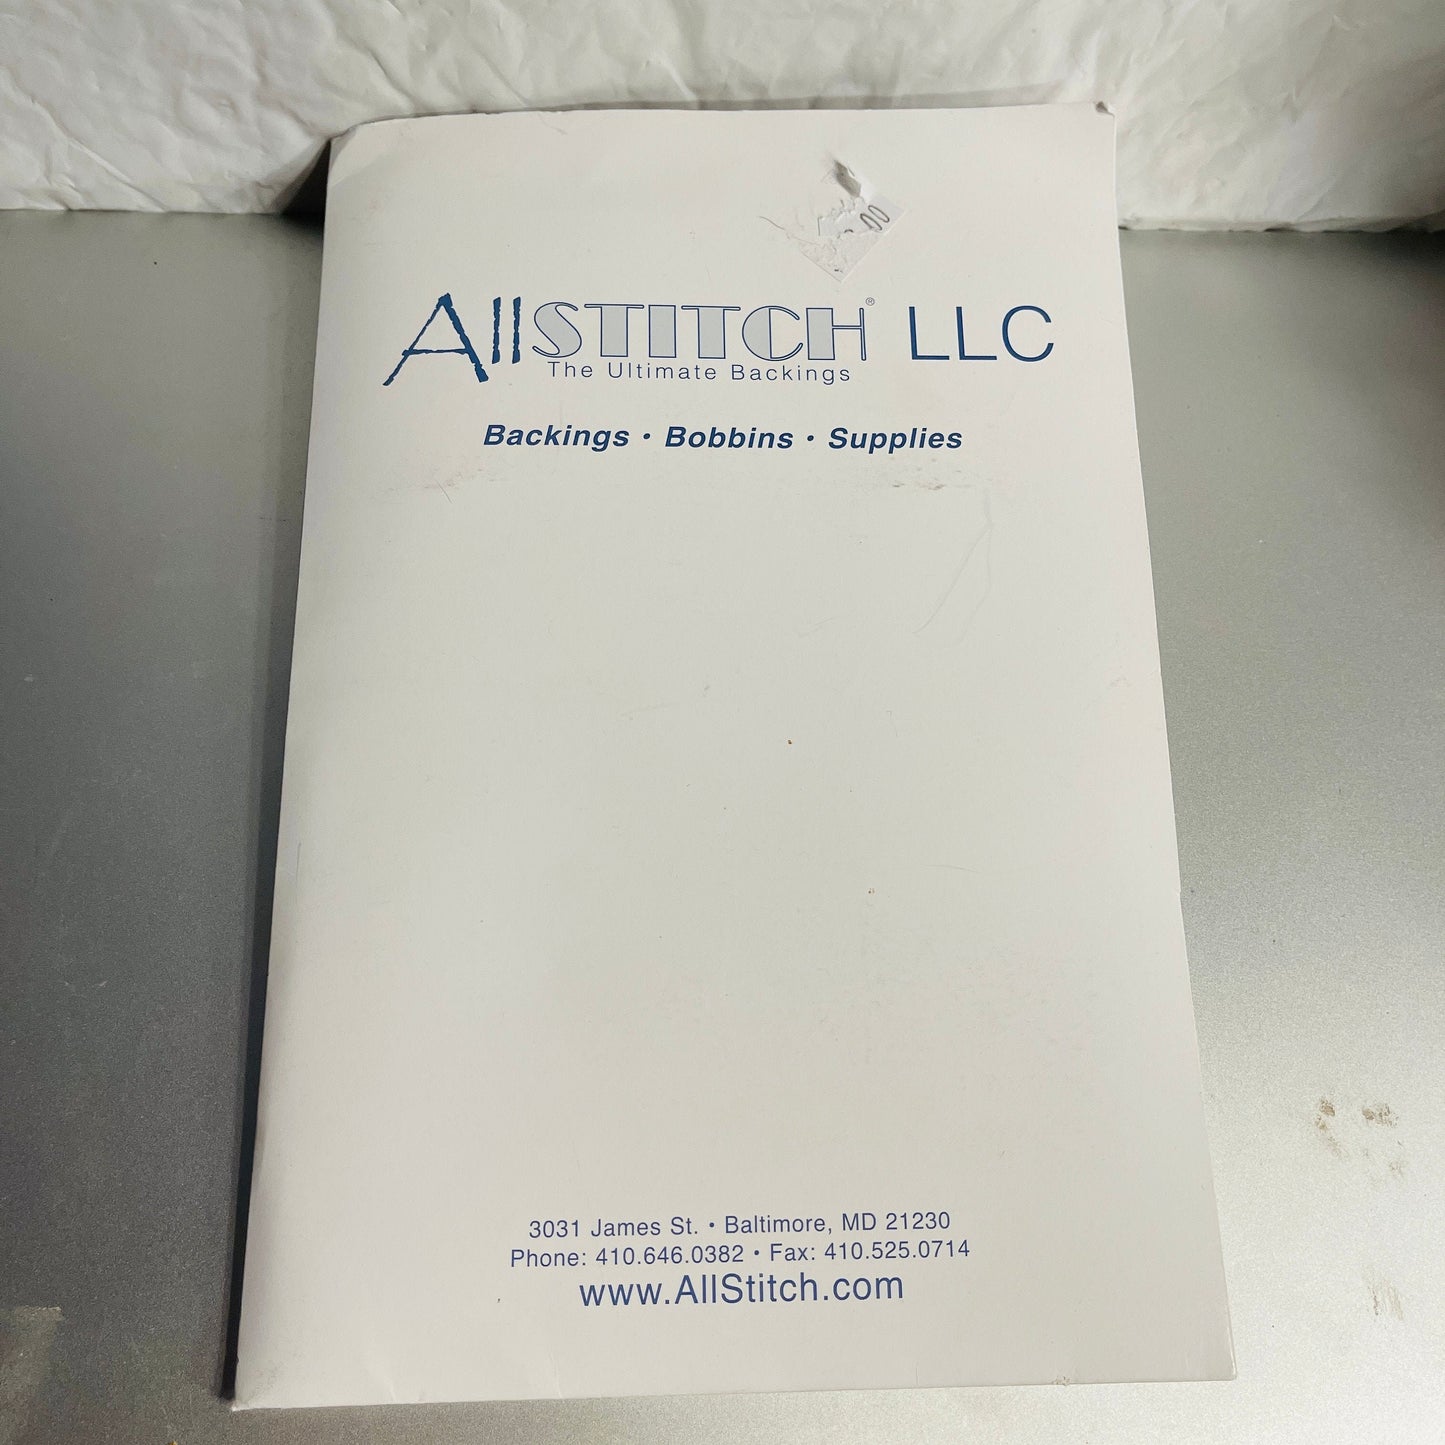 00
AllSTITCH® LLC
The Ultimate Backings
Backings • Bobbins • Supplies
3031 James St. • Baltimore, MD 21230
Phone: 410.646.0382 • Fax: 410.525.0714
www.AllStitch.com